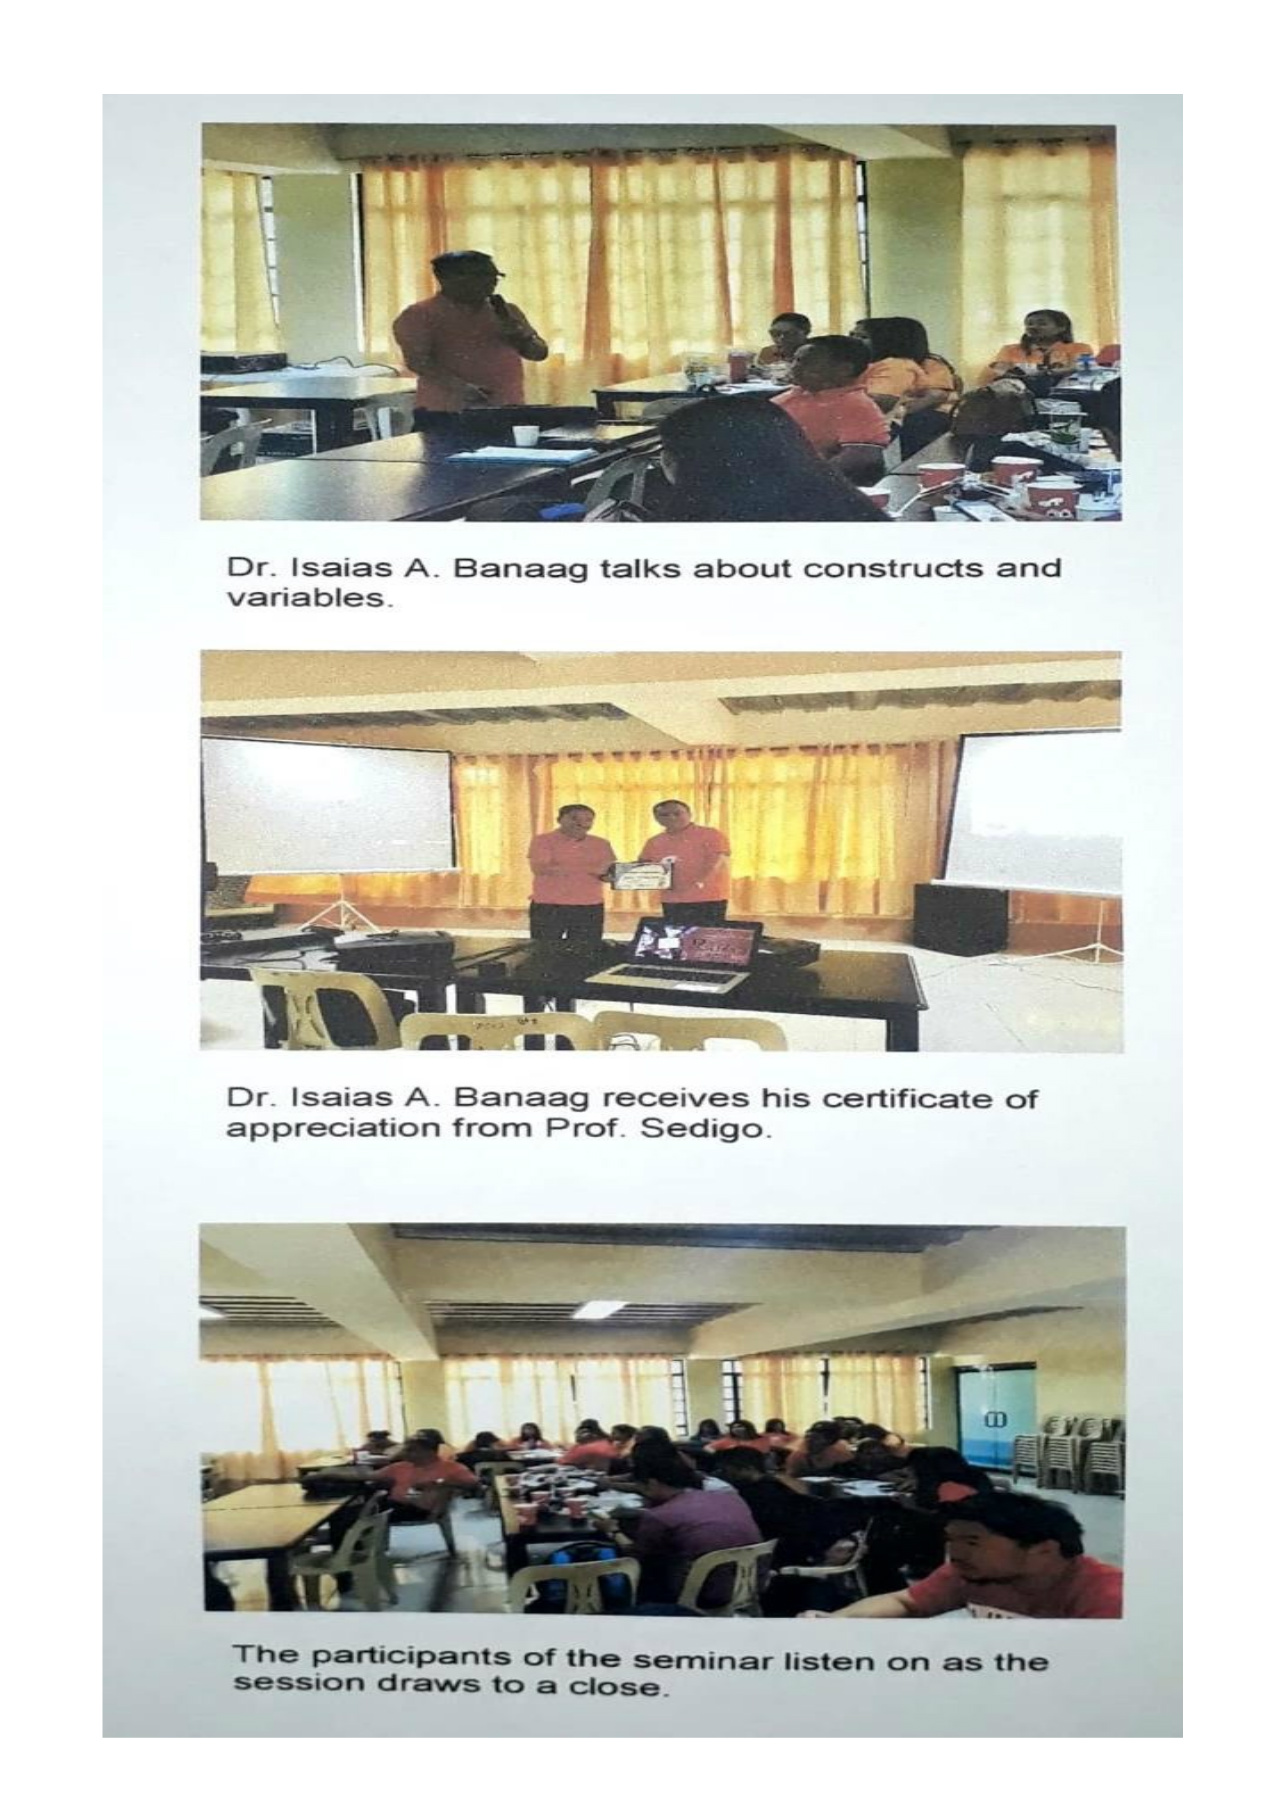 Dr. Isaias A. Banaag talks about constructs and
variables.
Dr. Isaias A. Banaag receives his certificate of
appreciation from Prof. Sedigo.
The participants of the seminar listen on as the
session draws to a close.